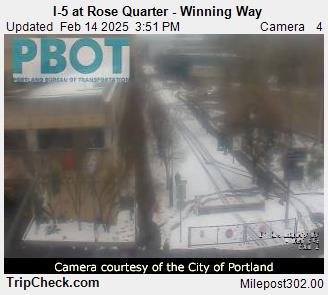 I-5 at Rose Quarter - Winning Way
Updated Feb 14 2025 3:51 PM Camera 4
PBOT
PORTLAND BUREAU OF TRANSPORTATION
Camera courtesy of the City of Portland
TripCheck.com Milepost302.00